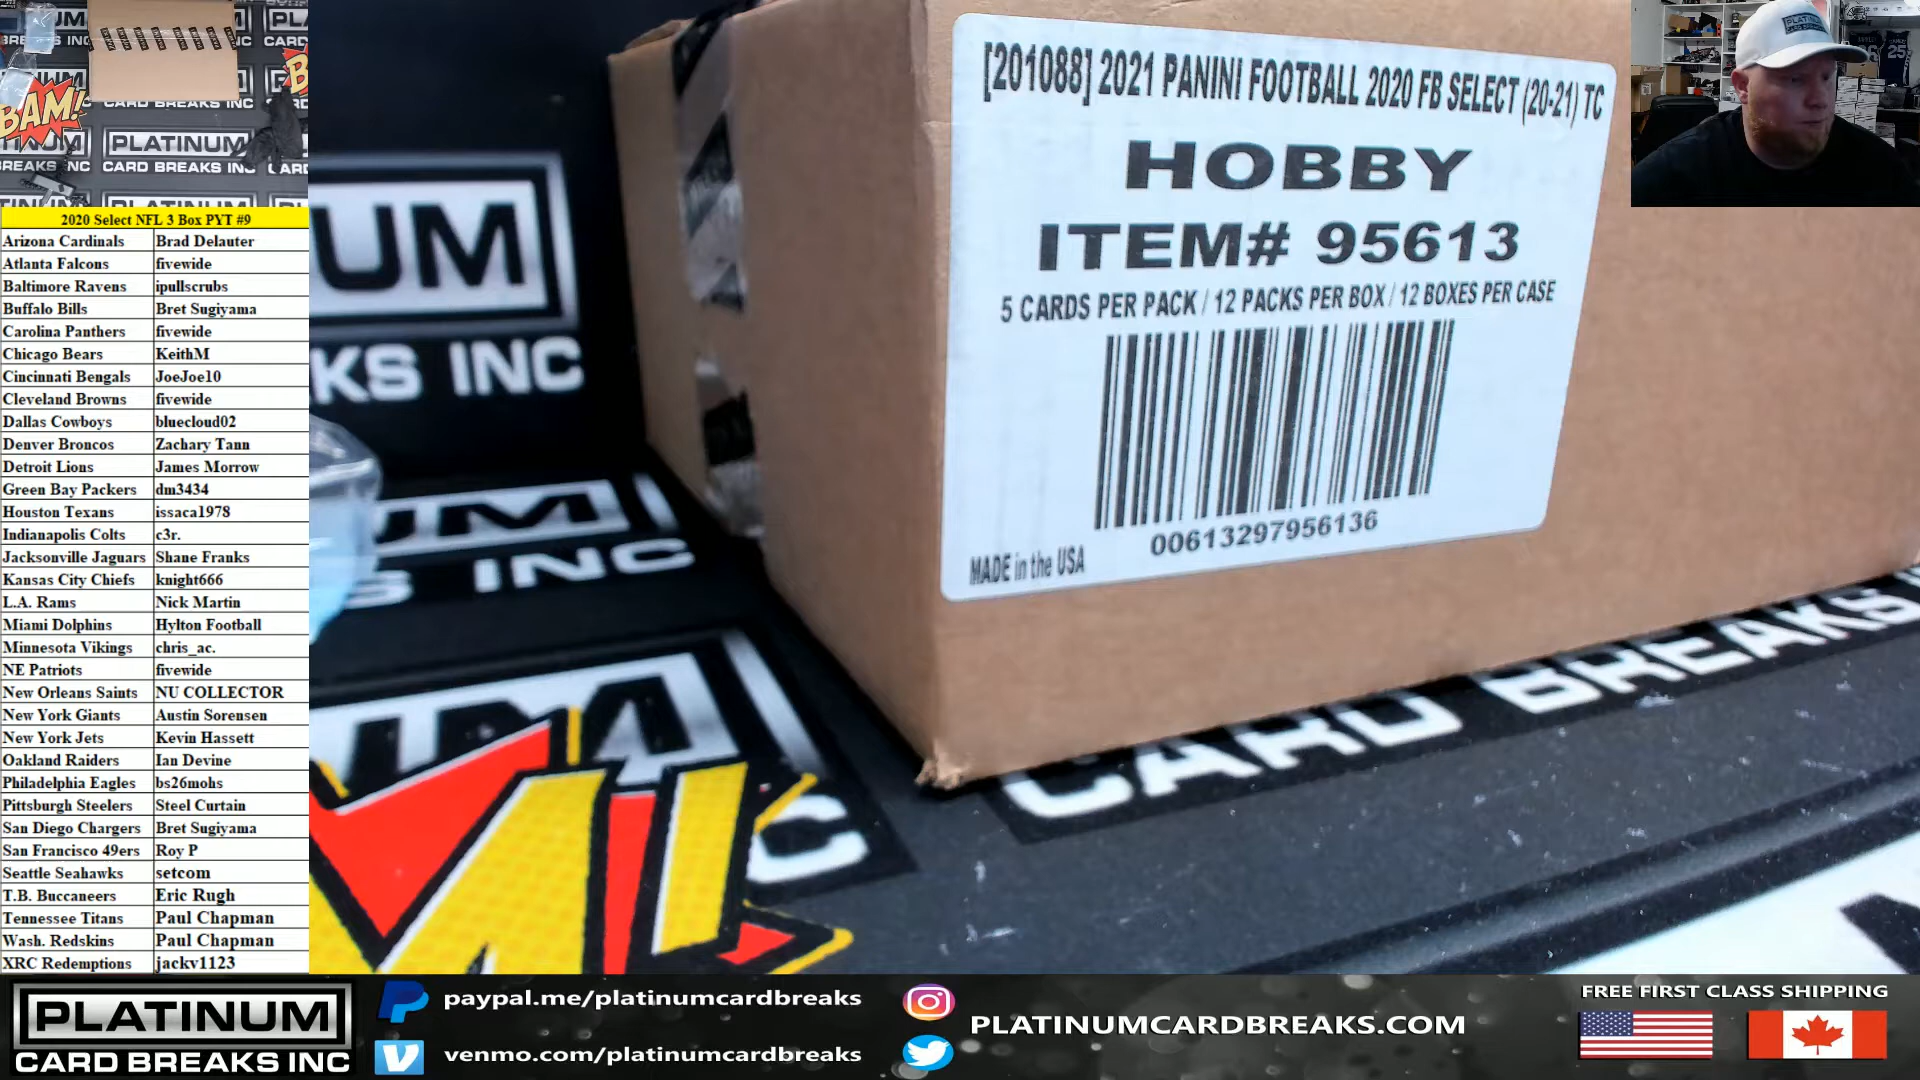 2020 Select NFL 3 Box PYT #9
Arizona Cardinals Brad Delauter
Atlanta Falcons fivewide
Baltimore Ravens ipullscrubs
Buffalo Bills Bret Sugiyama
Carolina Panthers fivewide
Chicago Bears KeithM
Cincinnati Bengals JoeJoe10
Cleveland Browns fivewide
Dallas Cowboys bluecloud02
Denver Broncos Zachary Tann
Detroit Lions James Morrow
Green Bay Packers dm3434
Houston Texans issaca1978
Indianapolis Colts c3r.
Jacksonville Jaguars Shane Franks
Kansas City Chiefs knight666
L.A. Rams Nick Martin
Miami Dolphins Hylton Football
Minnesota Vikings chris_ac.
NE Patriots fivewide
New Orleans Saints NU COLLECTOR
New York Giants Austin Sorensen
New York Jets Kevin Hassett
Oakland Raiders Ian Devine
Philadelphia Eagles bs26mohs
Pittsburgh Steelers Steel Curtain
San Diego Chargers Bret Sugiyama
San Francisco 49ers Roy P
Seattle Seahawks setcom
T.B. Buccaneers Eric Rugh
Tennessee Titans Paul Chapman
Wash. Redskins Paul Chapman
XRC Redemptions jackv1123
[201088] 2021 PANINI FOOTBALL 2020 FB SELECT (20-21) TC
HOBBY
ITEM# 95613
5 CARDS PER PACK / 12 PACKS PER BOX / 12 BOXES PER CASE
00613297956136
MADE in the USA
UM
KS INC
UM
S INC
CARD BREAKS
BAM!
PLATINUM
CARD BREAKS INC
PLATINUM
CARD BREAKS INC
paypal.me/platinumcardbreaks
venmo.com/platinumcardbreaks
PLATINUMCARDBREAKS.COM
FREE FIRST CLASS SHIPPING